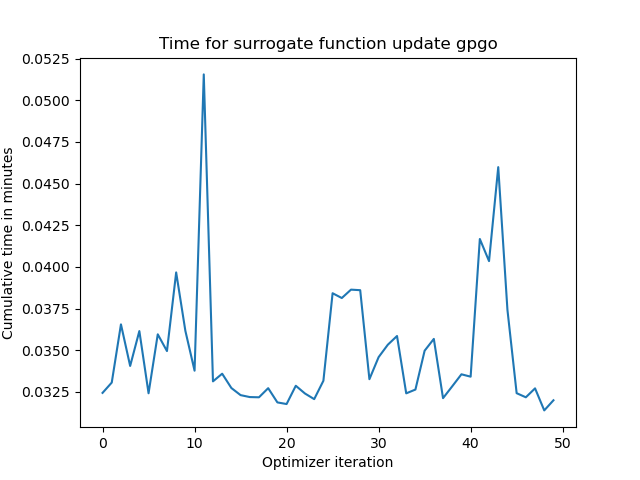 Time for surrogate function update gpgo
0.0525
0.0500
0.0475
0.0450
0.0425
0.0400
0.0375
0.0350
0.0325
Cumulative time in minutes
0 10 20 30 40 50
Optimizer iteration